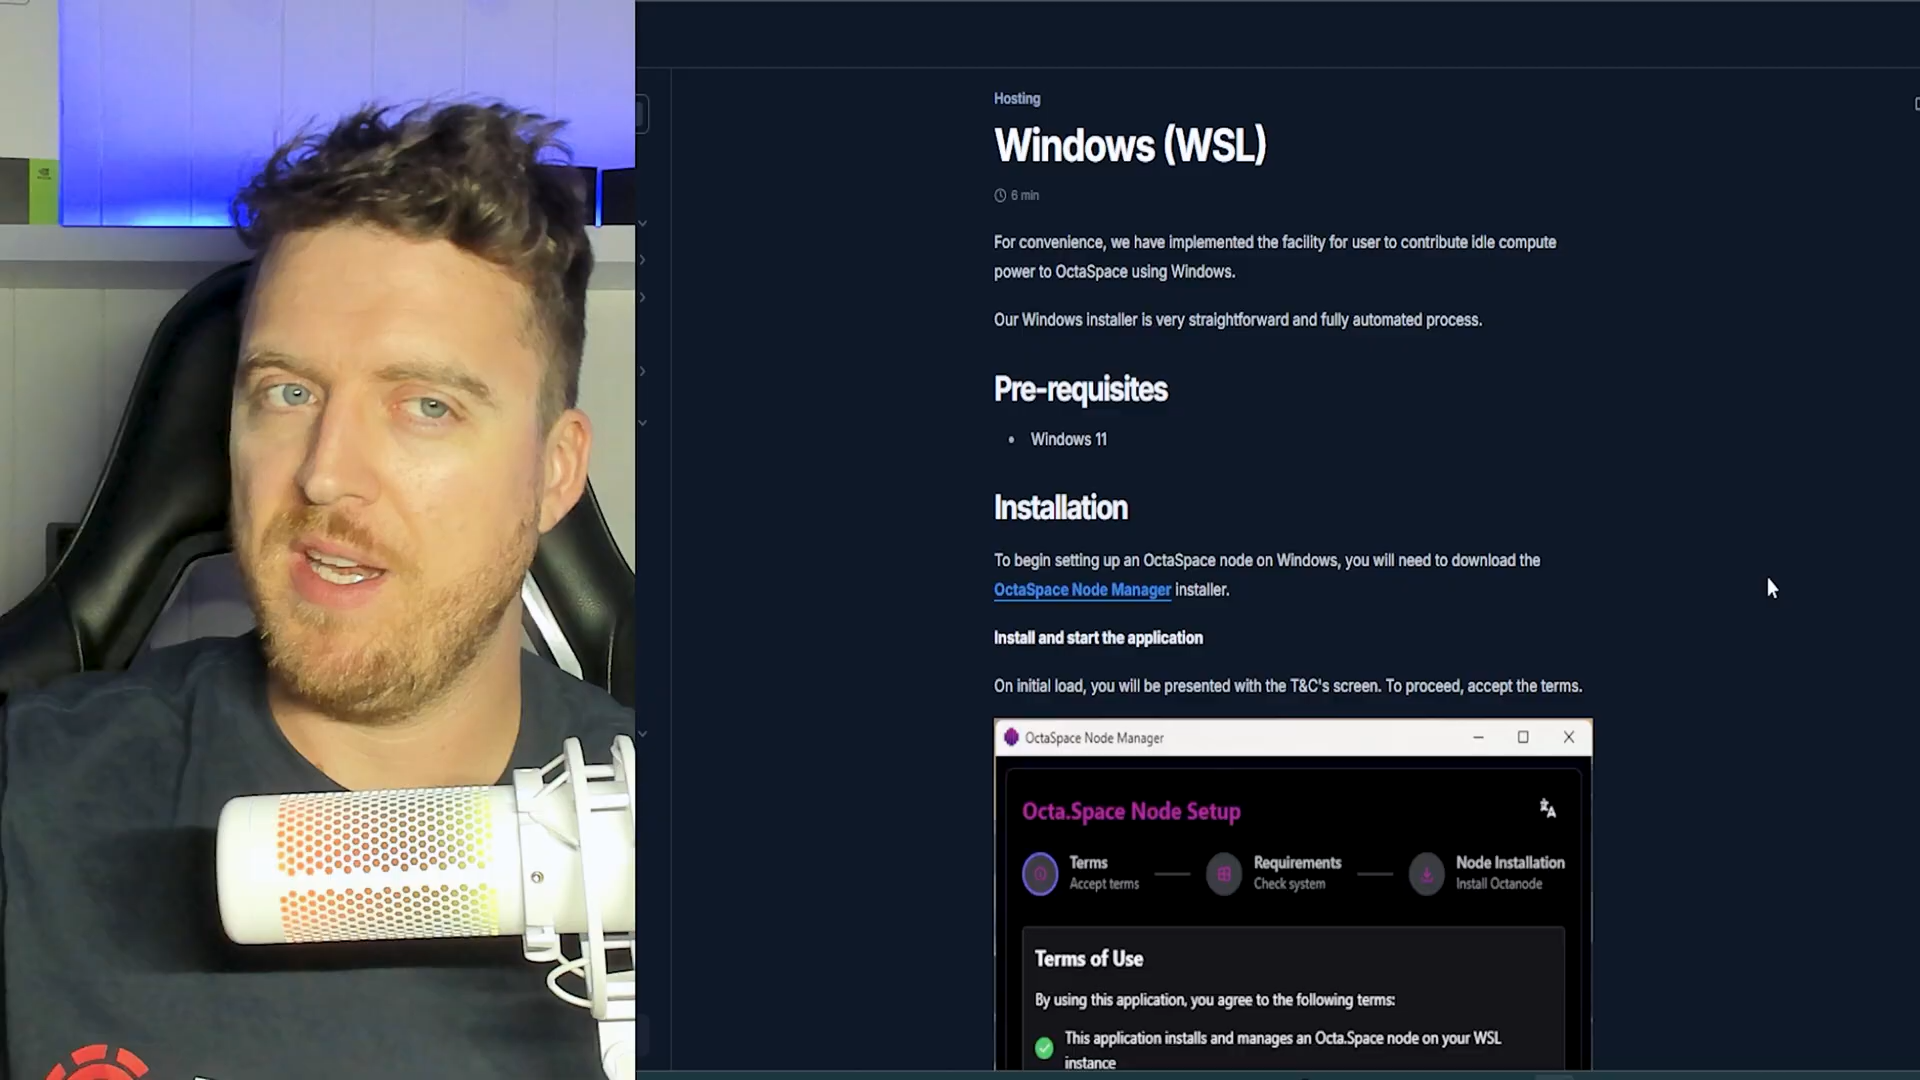 Hosting
Windows (WSL)
6 min
For convenience, we have implemented the facility for user to contribute idle compute
power to OctaSpace using Windows.
Our Windows installer is very straightforward and fully automated process.
Pre-requisites
• Windows 11
Installation
To begin setting up an OctaSpace node on Windows, you will need to download the
OctaSpace Node Manager installer.
Install and start the application
On initial load, you will be presented with the T&C's screen. To proceed, accept the terms.
OctaSpace Node Manager
Octa.Space Node Setup
Terms
Accept terms
Requirements
Check system
Node Installation
Install Octanode
Terms of Use
By using this application, you agree to the following terms:
This application installs and manages an Octa.Space node on your WSL
instance